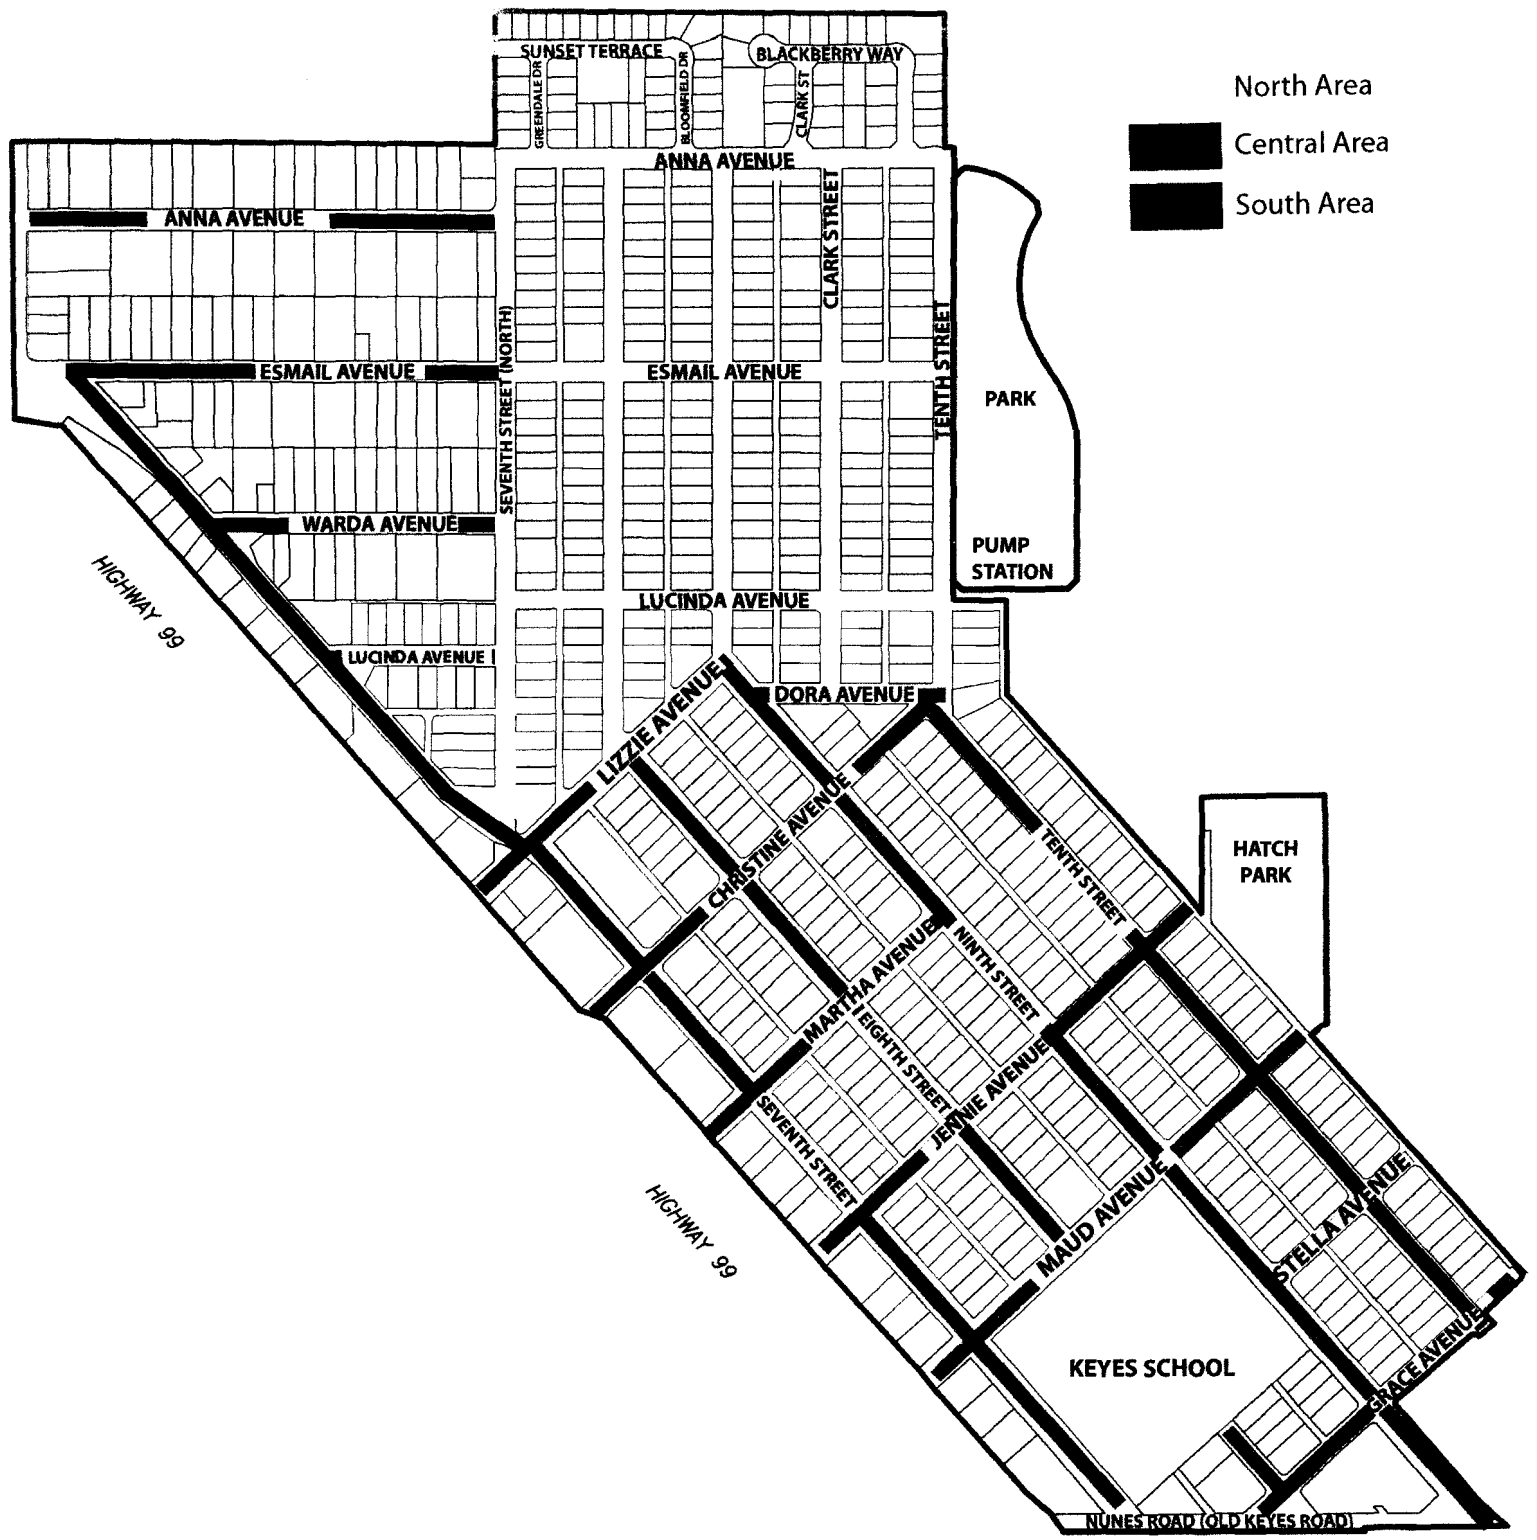 SUNSET TERRACE
BLACKBERRY WAY
GREENDALE DR
BLOOMFIELD DR
CLARK ST
North Area
Central Area
South Area
ANNA AVENUE
ANNA AVENUE
CLARK STREET
SEVENTH STREET (NORTH)
TENTH STREET
ESMAIL AVENUE
ESMAIL AVENUE
PARK
WARDA AVENUE
PUMP
STATION
HIGHWAY 99
LUCINDA AVENUE
LUCINDA AVENUE
DORA AVENUE
LIZZIE AVENUE
CHRISTINE AVENUE
TENTH STREET
HATCH
PARK
MARTHA AVENUE
NINTH STREET
EIGHTH STREET
JENNIE AVENUE
SEVENTH STREET
HIGHWAY 99
MAUD AVENUE
STELLA AVENUE
KEYES SCHOOL
GRACE AVENUE
NUNES ROAD (OLD KEYES ROAD)